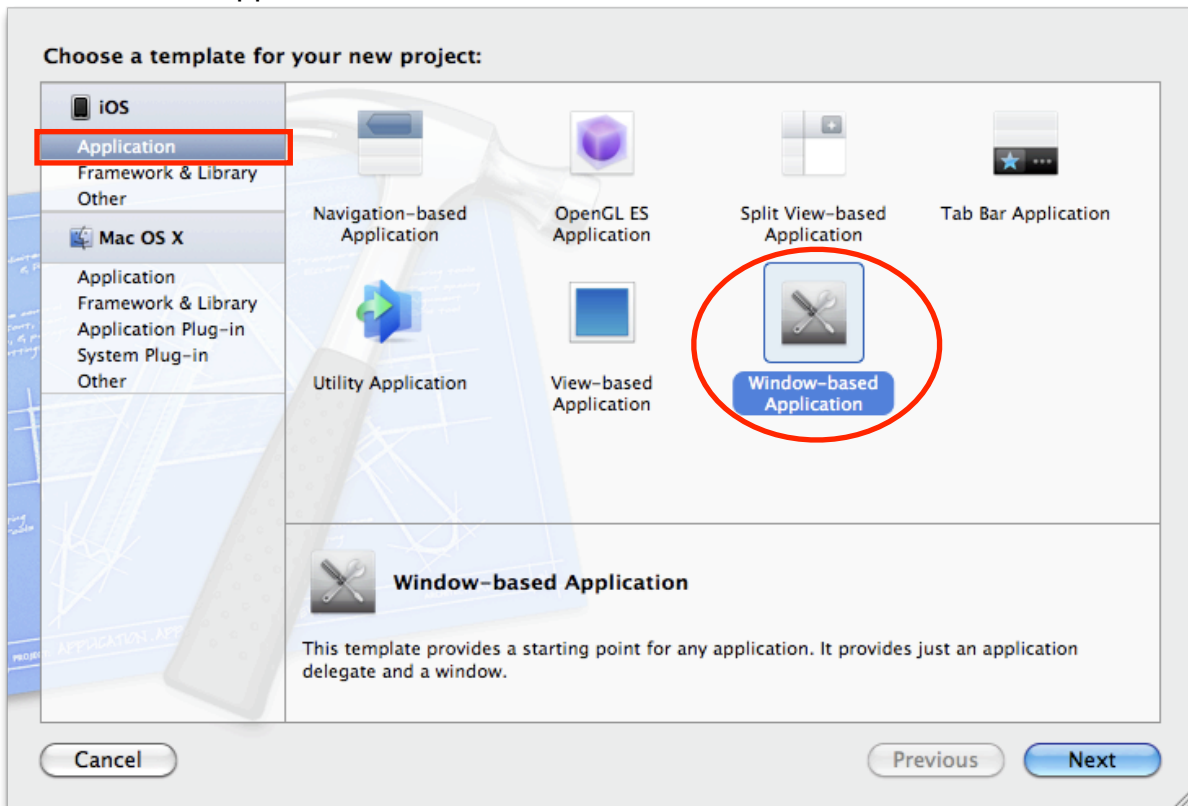 Choose a template for your new project:
iOS
Application
Framework & Library
Other
Mac OS X
Application
Framework & Library
Application Plug-in
System Plug-in
Other
Navigation-based
Application
OpenGL ES
Application
Split View-based
Application
Tab Bar Application
Utility Application
View-based
Application
Window-based
Application
Window-based Application
This template provides a starting point for any application. It provides just an application
delegate and a window.
Cancel
Previous
Next